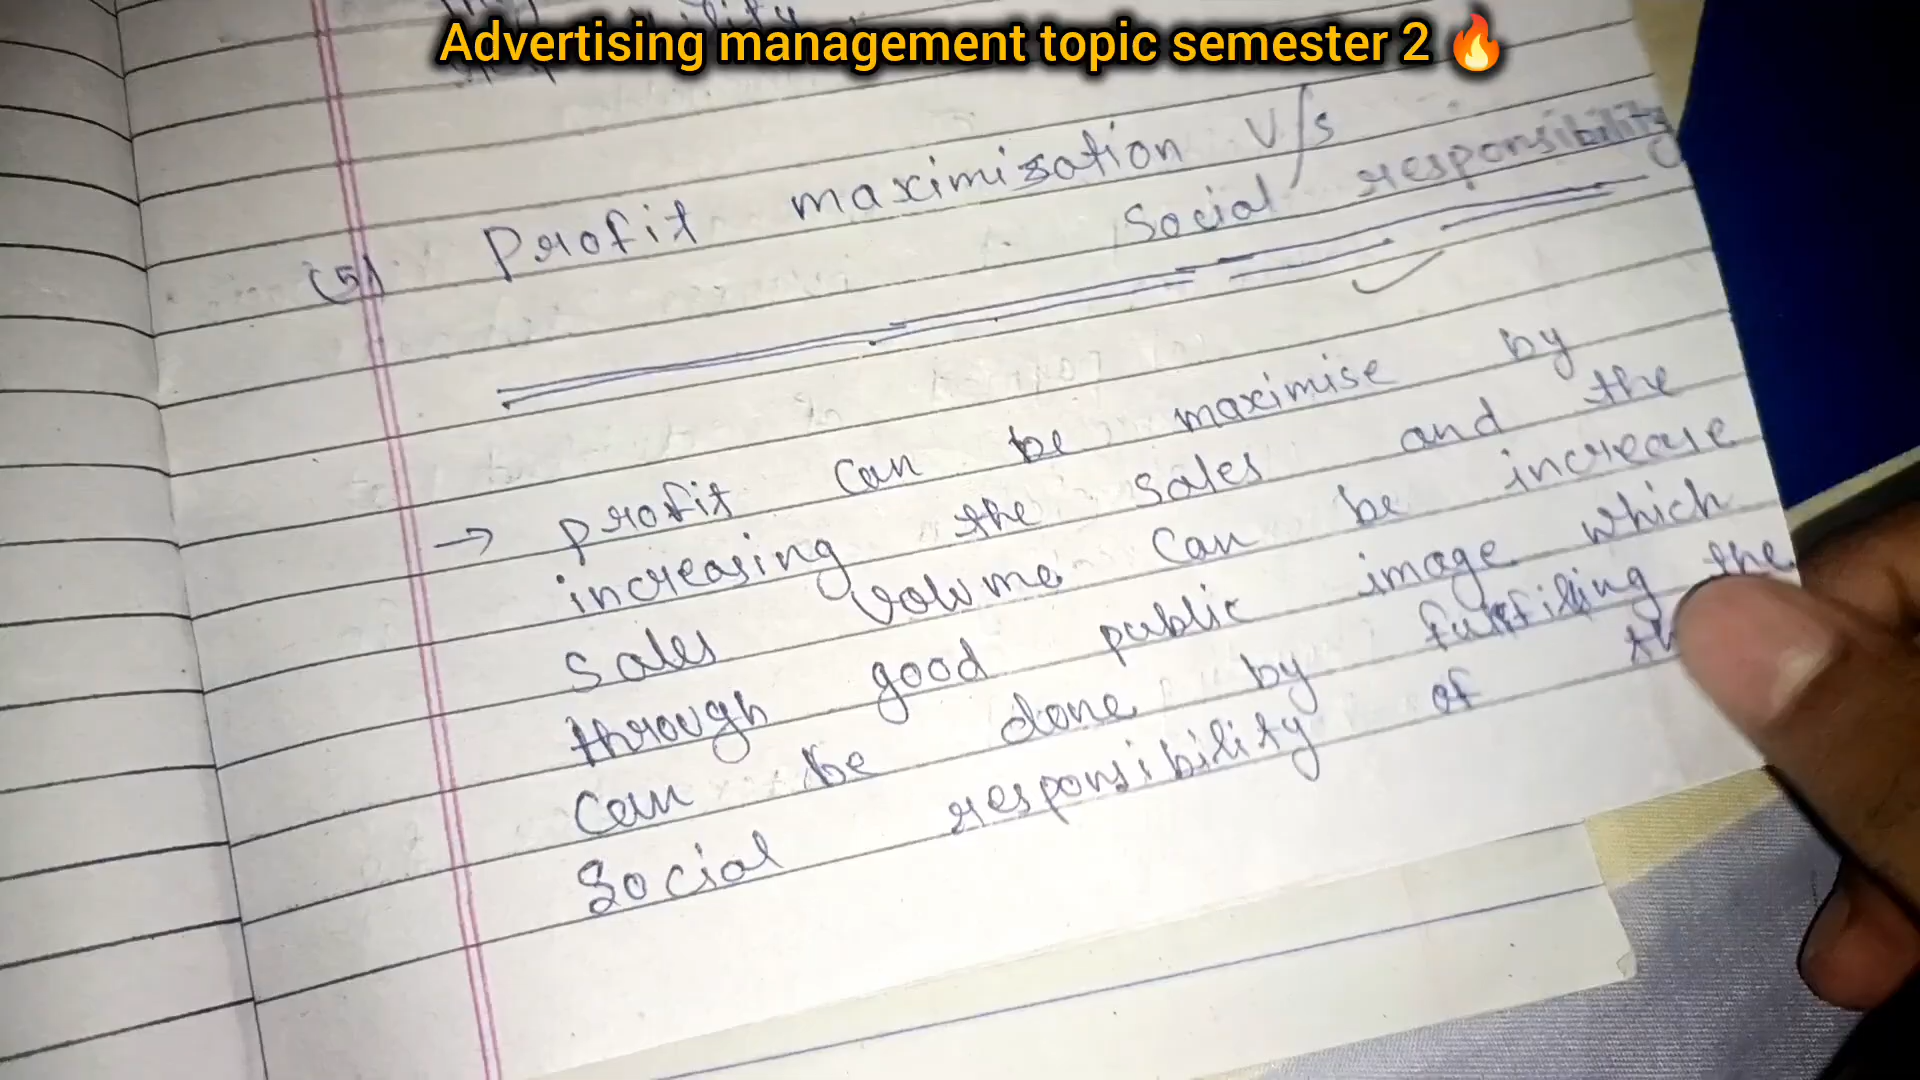 Advertising management topic semester 2 🔥
(5) Profit maximisation v/s
Social responsibility
→ profit can be maximise by
increasing the sales and the
sales volume can be increase
through good public image which
can be done by fulfiling the
Social responsibility of